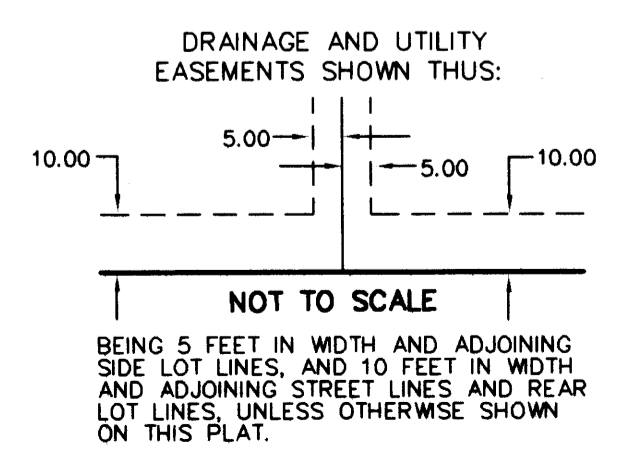 DRAINAGE AND UTILITY
EASEMENTS SHOWN THUS:
5.00
10.00
10.00
5.00
NOT TO SCALE
BEING 5 FEET IN WIDTH AND ADJOINING
SIDE LOT LINES, AND 10 FEET IN WIDTH
AND ADJOINING STREET LINES AND REAR
LOT LINES, UNLESS OTHERWISE SHOWN
ON THIS PLAT.